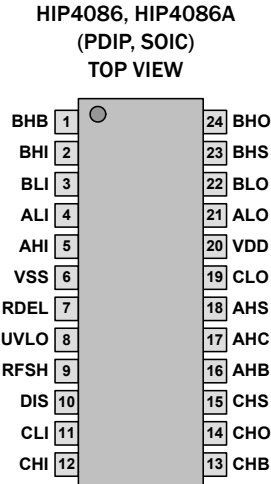 HIP4086, HIP4086A
(PDIP, SOIC)
TOP VIEW
BHB 1 24 BHO
BHI 2 23 BHS
BLI 3 22 BLO
ALI 4 21 ALO
AHI 5 20 VDD
VSS 6 19 CLO
RDEL 7 18 AHS
UVLO 8 17 AHC
RFSH 9 16 AHB
DIS 10 15 CHS
CLI 11 14 CHO
CHI 12 13 CHB